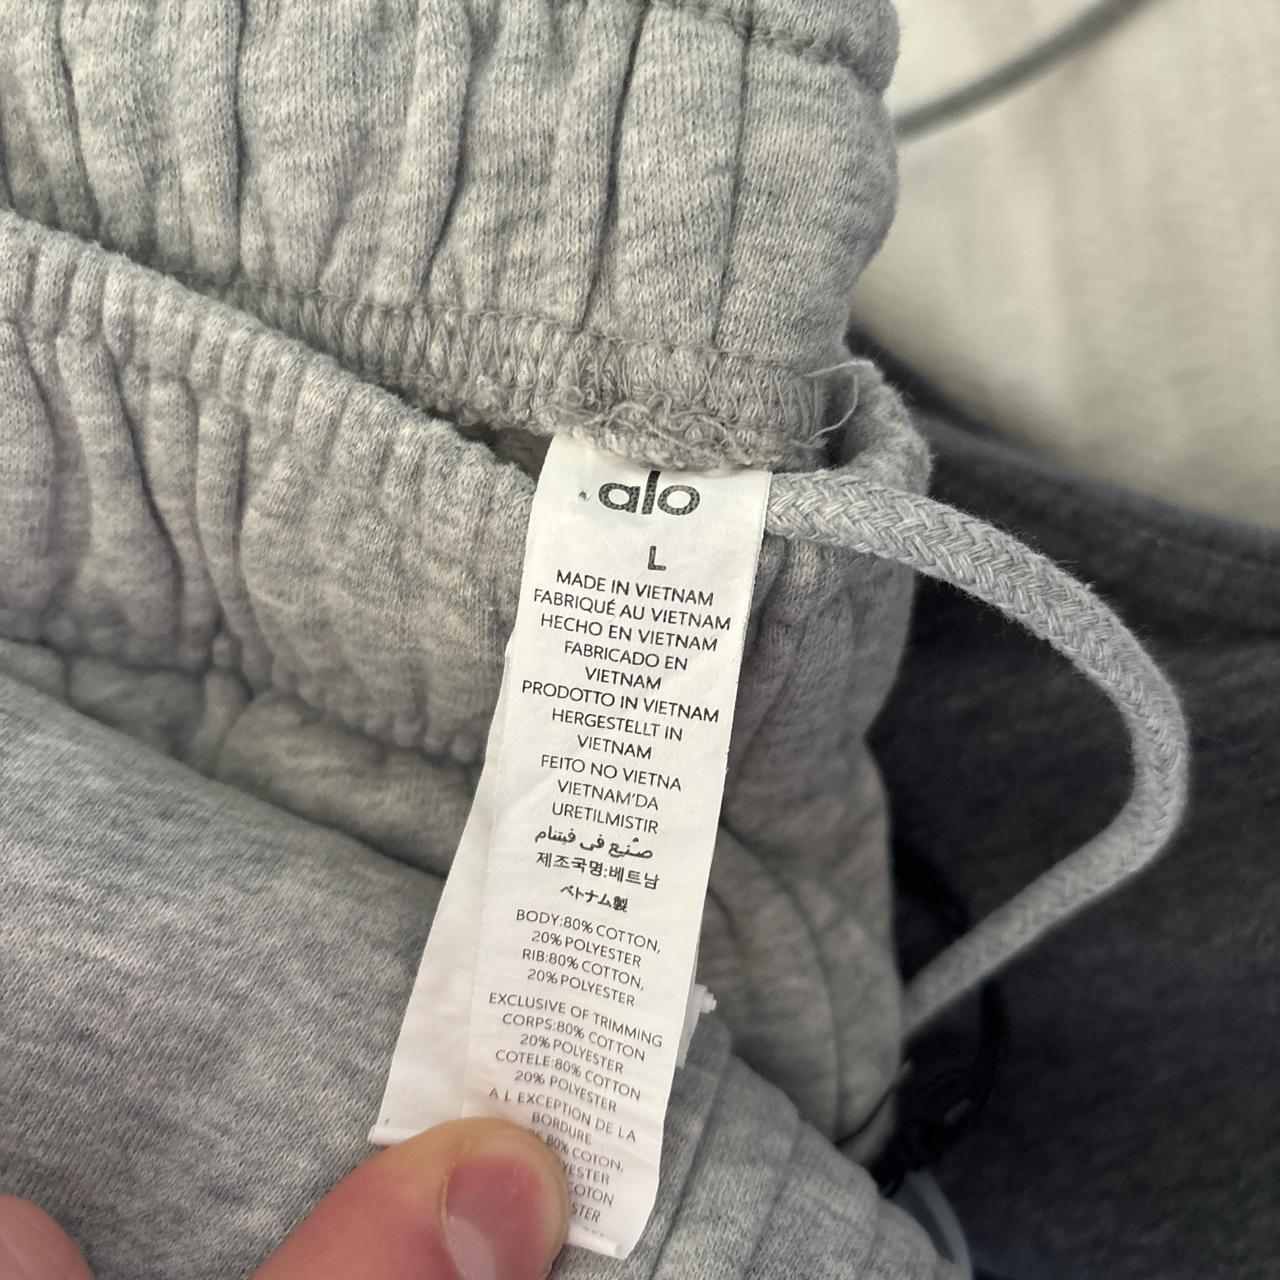 alo
L
MADE IN VIETNAM
FABRIQUÉ AU VIETNAM
HECHO EN VIETNAM
FABRICADO EN
VIETNAM
PRODOTTO IN VIETNAM
HERGESTELLT IN
VIETNAM
FEITO NO VIETNA
VIETNAM'DA
URETILMISTIR
صُنِع في فيتنام
제조국명:베트남
ベトナム製
BODY:80% COTTON,
20% POLYESTER
RIB:80% COTTON,
20% POLYESTER
EXCLUSIVE OF TRIMMING
CORPS:80% COTTON
20% POLYESTER
COTELE:80% COTTON
20% POLYESTER
A L EXCEPTION DE LA
BORDURE
80% COTON,